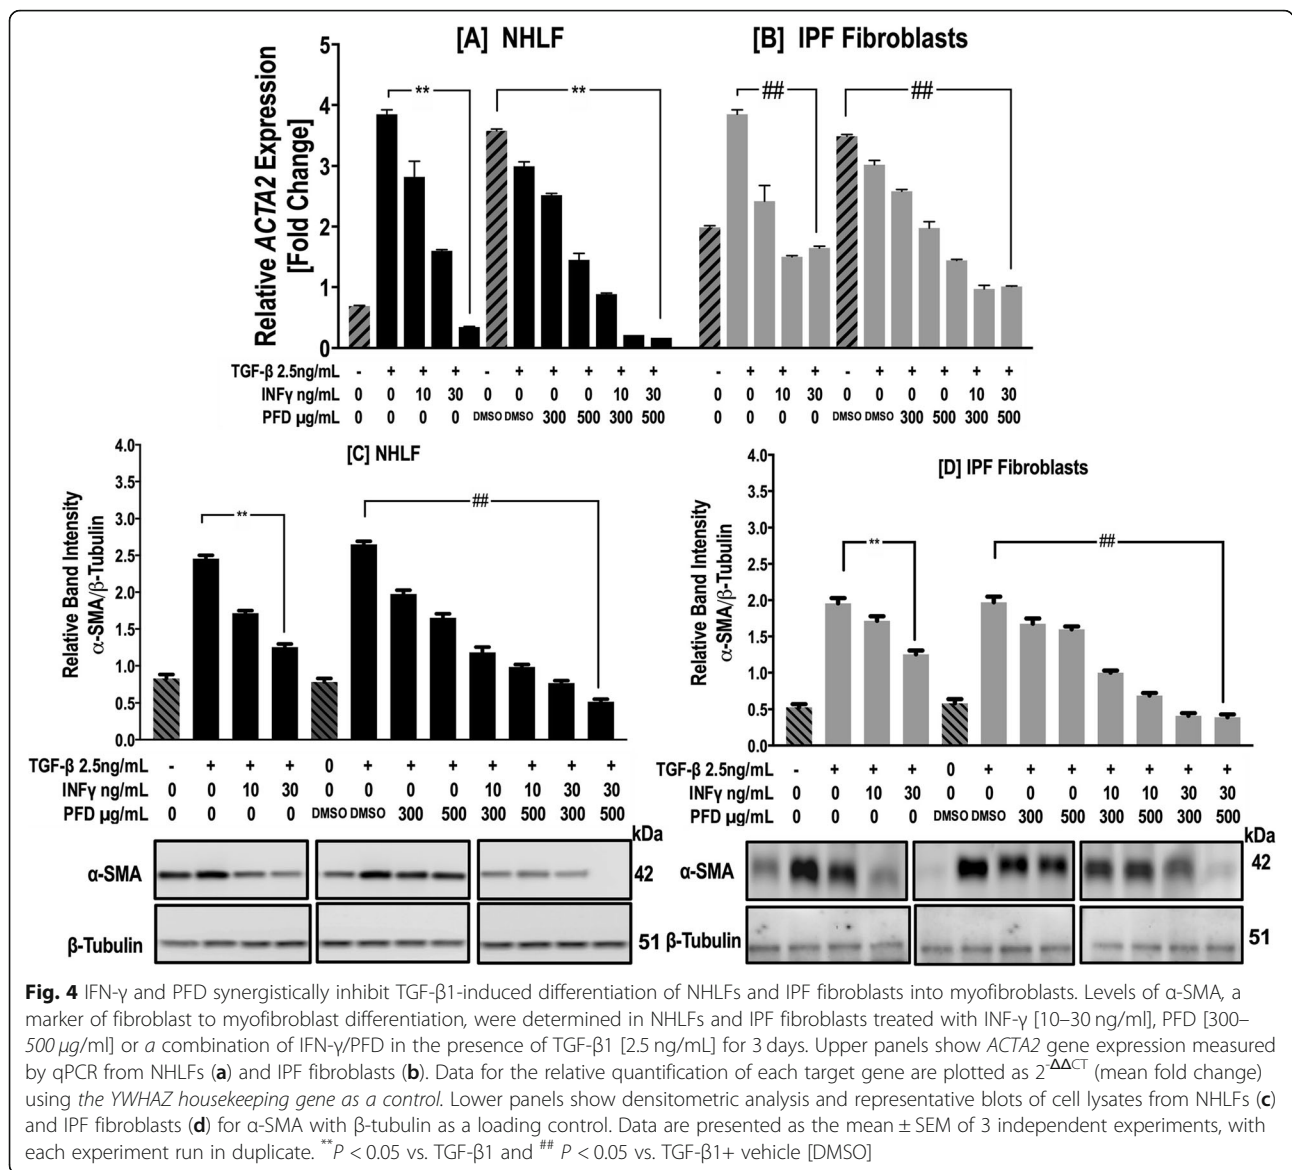 [A] NHLF
[B] IPF Fibroblasts
Relative ACTA2 Expression
[Fold Change]
5
4
3
2
1
0
**
**
##
##
TGF-β 2.5ng/mL - + + + + - + + + + + + - + + + - + + + + + +
INFγ ng/mL 0 0 10 30 0 0 0 0 10 30 0 0 10 30 0 0 0 0 10 30
PFD µg/mL 0 0 0 0 DMSO DMSO 300 500 300 500 0 0 0 0 DMSO DMSO 300 500 300 500
[C] NHLF
Relative Band Intensity
α-SMA/β-Tubulin
4.0
3.5
3.0
2.5
2.0
1.5
1.0
0.5
0.0
**
##
TGF-β 2.5ng/mL - + + + 0 + + + + + + +
INFγ ng/mL 0 0 10 30 0 0 0 0 10 10 30 30
PFD µg/mL 0 0 0 0 DMSO DMSO 300 500 300 500 300 500
kDa
α-SMA 42
β-Tubulin 51
[D] IPF Fibroblasts
Relative Band Intensity
α-SMA/β-Tubulin
4.0
3.5
3.0
2.5
2.0
1.5
1.0
0.5
0.0
**
##
TGF-β 2.5ng/mL - + + + 0 + + + + + + +
INFγ ng/mL 0 0 10 30 0 0 0 0 10 10 30 30
PFD µg/mL 0 0 0 0 DMSO DMSO 300 500 300 500 300 500
kDa
α-SMA 42
β-Tubulin 51
Fig. 4 IFN-γ and PFD synergistically inhibit TGF-β1-induced differentiation of NHLFs and IPF fibroblasts into myofibroblasts. Levels of α-SMA, a
marker of fibroblast to myofibroblast differentiation, were determined in NHLFs and IPF fibroblasts treated with INF-γ [10–30 ng/ml], PFD [300–
500 µg/ml] or a combination of IFN-γ/PFD in the presence of TGF-β1 [2.5 ng/mL] for 3 days. Upper panels show ACTA2 gene expression measured
by qPCR from NHLFs (a) and IPF fibroblasts (b). Data for the relative quantification of each target gene are plotted as 2-ΔΔCT (mean fold change)
using the YWHAZ housekeeping gene as a control. Lower panels show densitometric analysis and representative blots of cell lysates from NHLFs (c)
and IPF fibroblasts (d) for α-SMA with β-tubulin as a loading control. Data are presented as the mean ± SEM of 3 independent experiments, with
each experiment run in duplicate. **P < 0.05 vs. TGF-β1 and ## P < 0.05 vs. TGF-β1+ vehicle [DMSO]